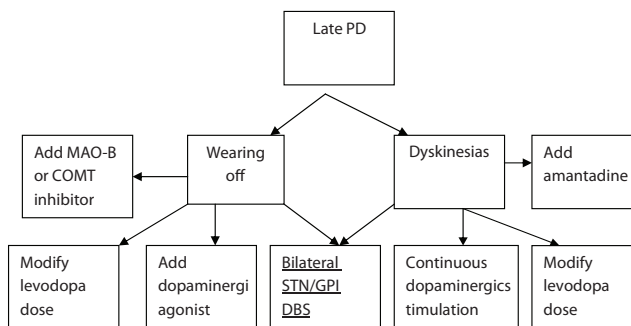 Late PD
Add MAO-B
or COMT
inhibitor
Wearing
off
Dyskinesias
Add
amantadine
Modify
levodopa
dose
Add
dopaminergi
agonist
Bilateral
STN/GPI
DBS
Continuous
dopaminergics
timulation
Modify
levodopa
dose